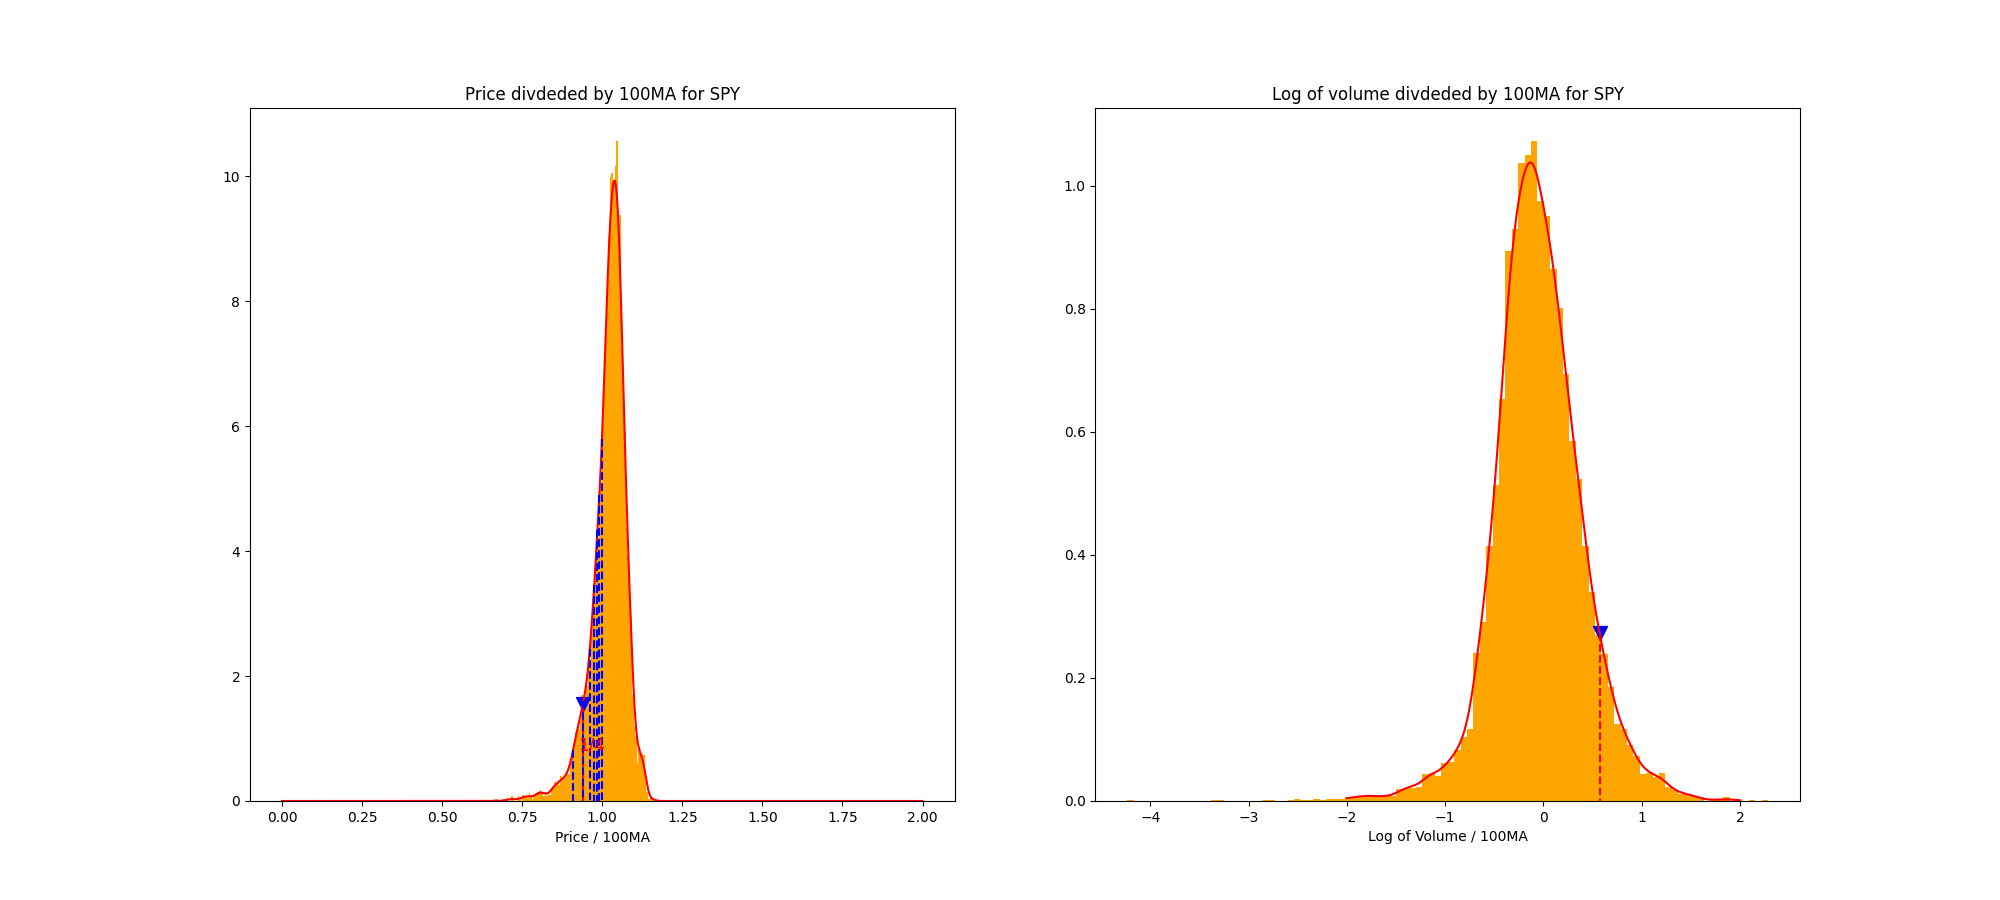 Price divdeded by 100MA for SPY
10
8
6
4
2
0
0.00 0.25 0.50 0.75 1.00 1.25 1.50 1.75 2.00
Price / 100MA
Log of volume divdeded by 100MA for SPY
1.0
0.8
0.6
0.4
0.2
0.0
−4 −3 −2 −1 0 1 2
Log of Volume / 100MA